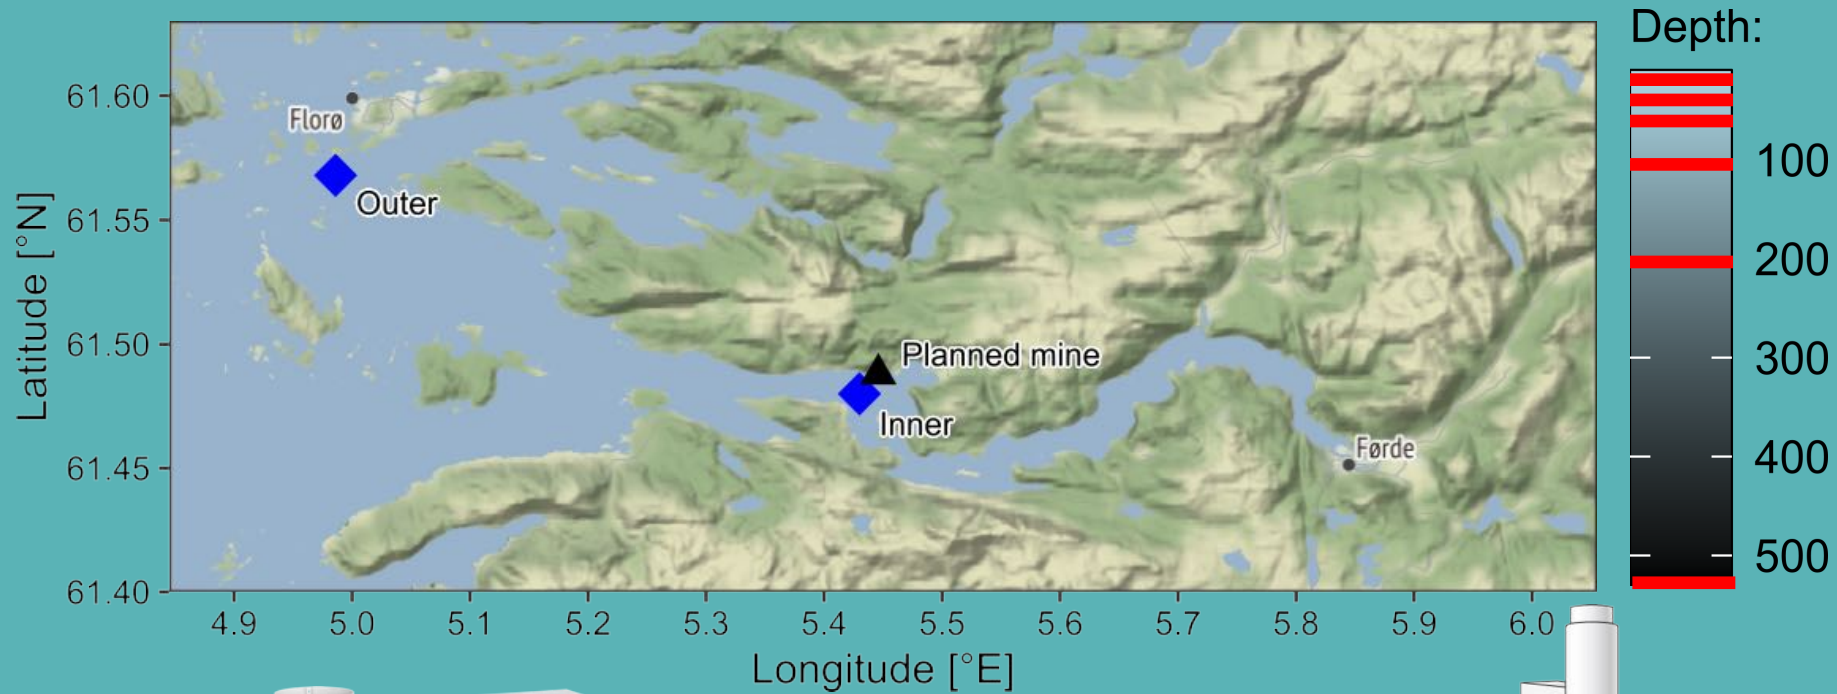 Depth:
61.60
Florø
100
Outer
61.55
200
Latitude [°N]
61.50
Planned mine
300
Inner
Førde
61.45
400
500
61.40
4.9 5.0 5.1 5.2 5.3 5.4 5.5 5.6 5.7 5.8 5.9 6.0
Longitude [°E]